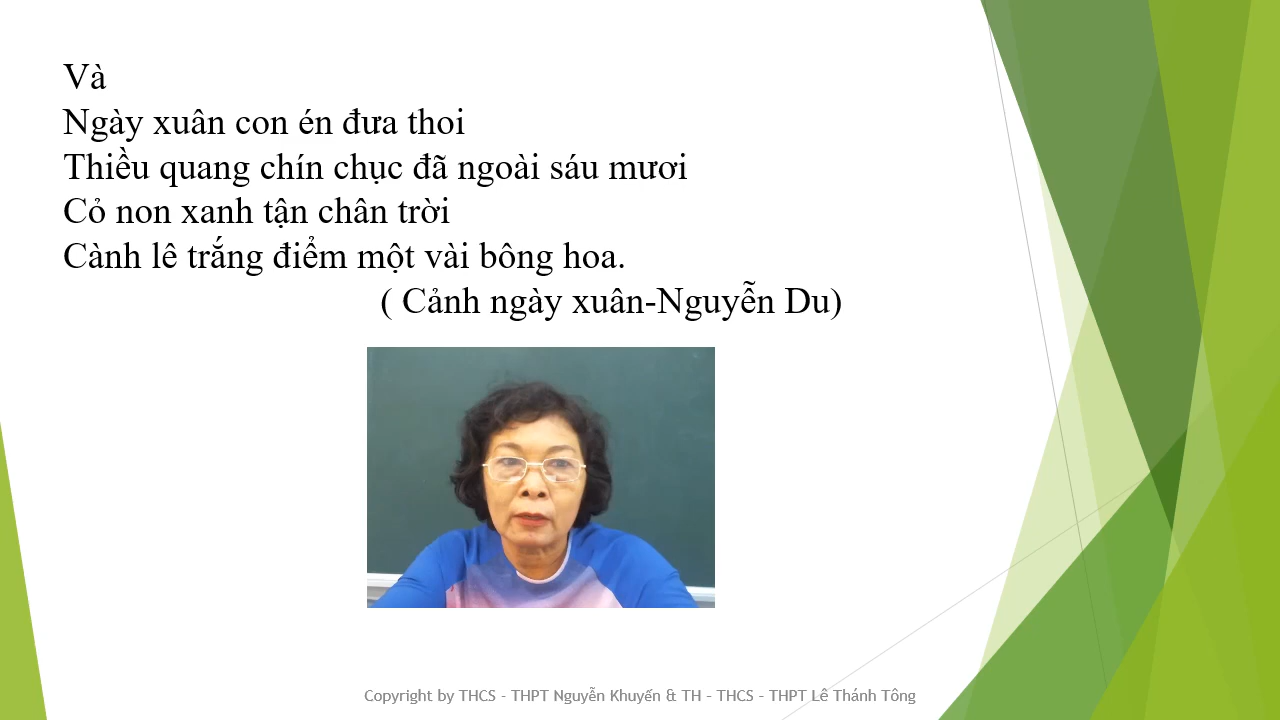 Và
Ngày xuân con én đưa thoi
Thiều quang chín chục đã ngoài sáu mươi
Cỏ non xanh tận chân trời
Cành lê trắng điểm một vài bông hoa.
( Cảnh ngày xuân-Nguyễn Du)
Copyright by THCS - THPT Nguyễn Khuyến & TH – THCS – THPT Lê Thánh Tông